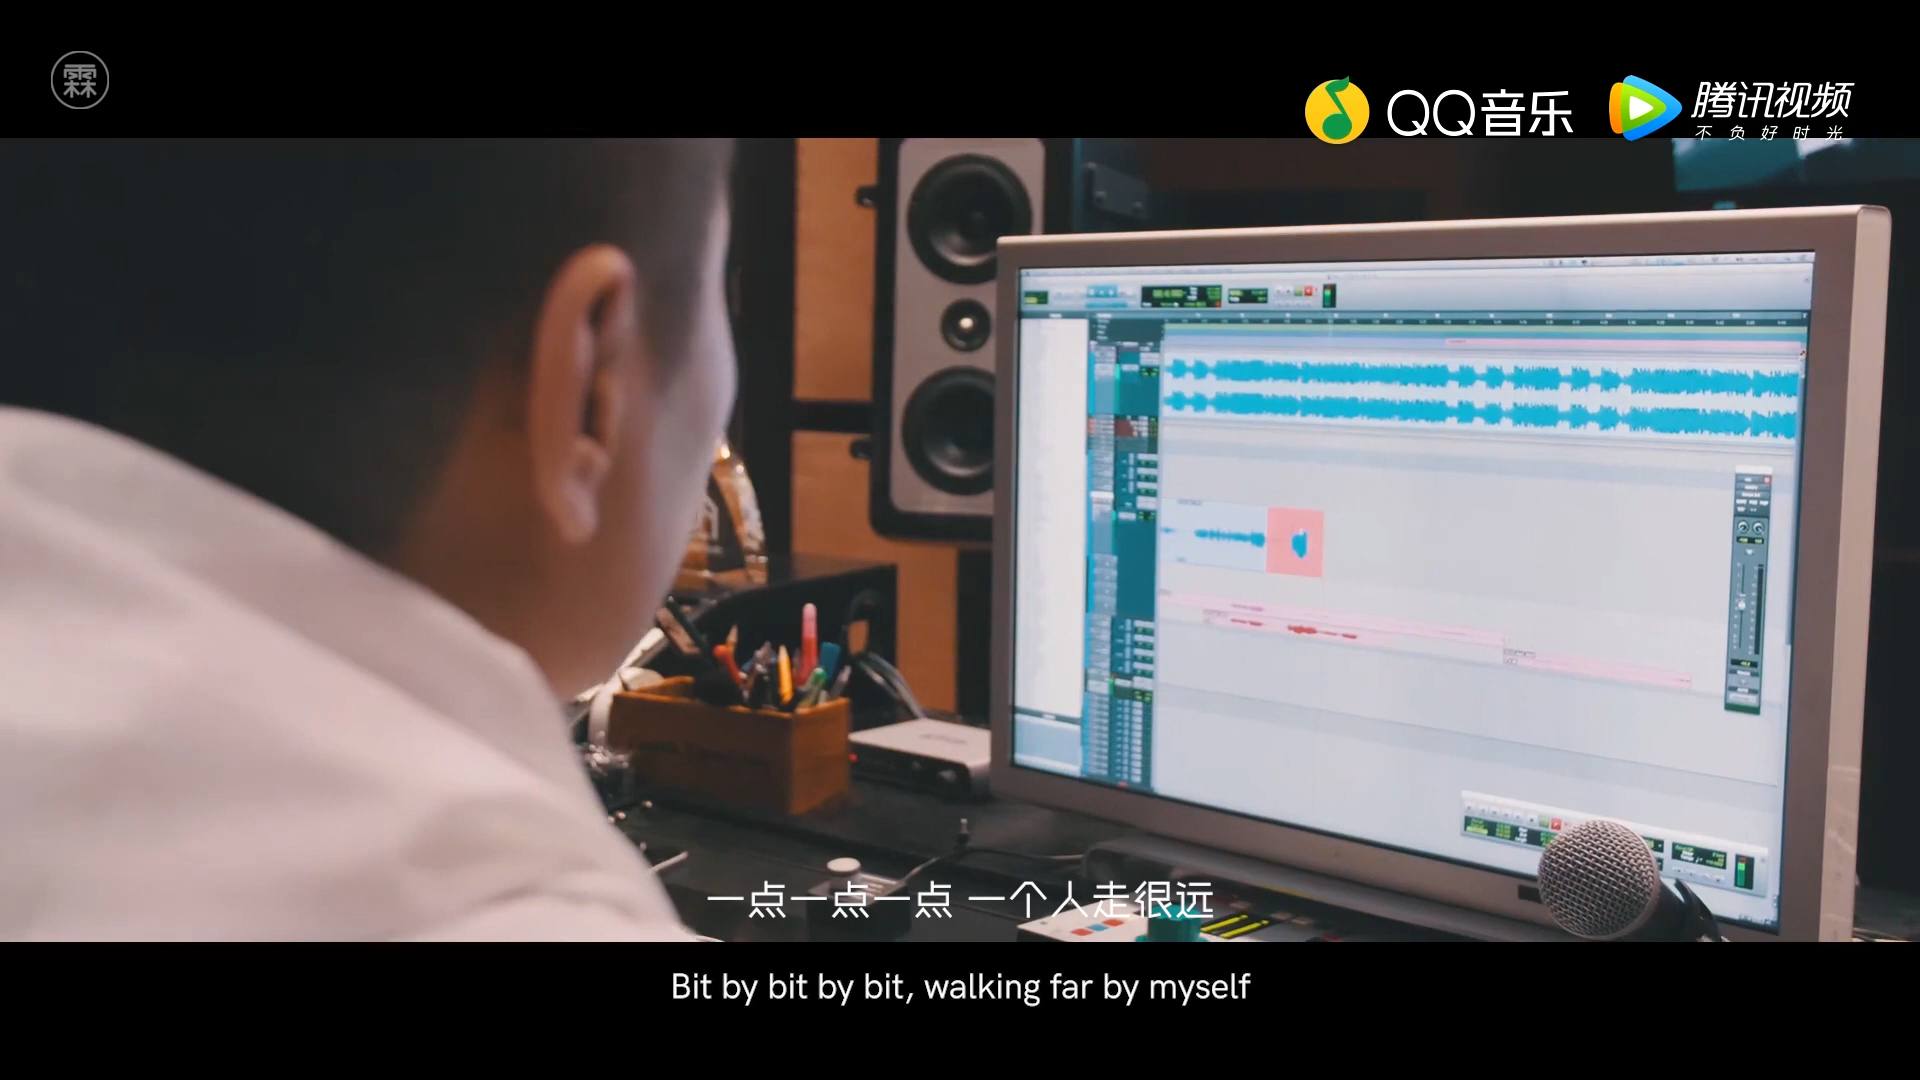 霖
QQ音乐
腾讯视频
不负好时光
一点一点一点 一个人走很远
Bit by bit by bit, walking far by myself